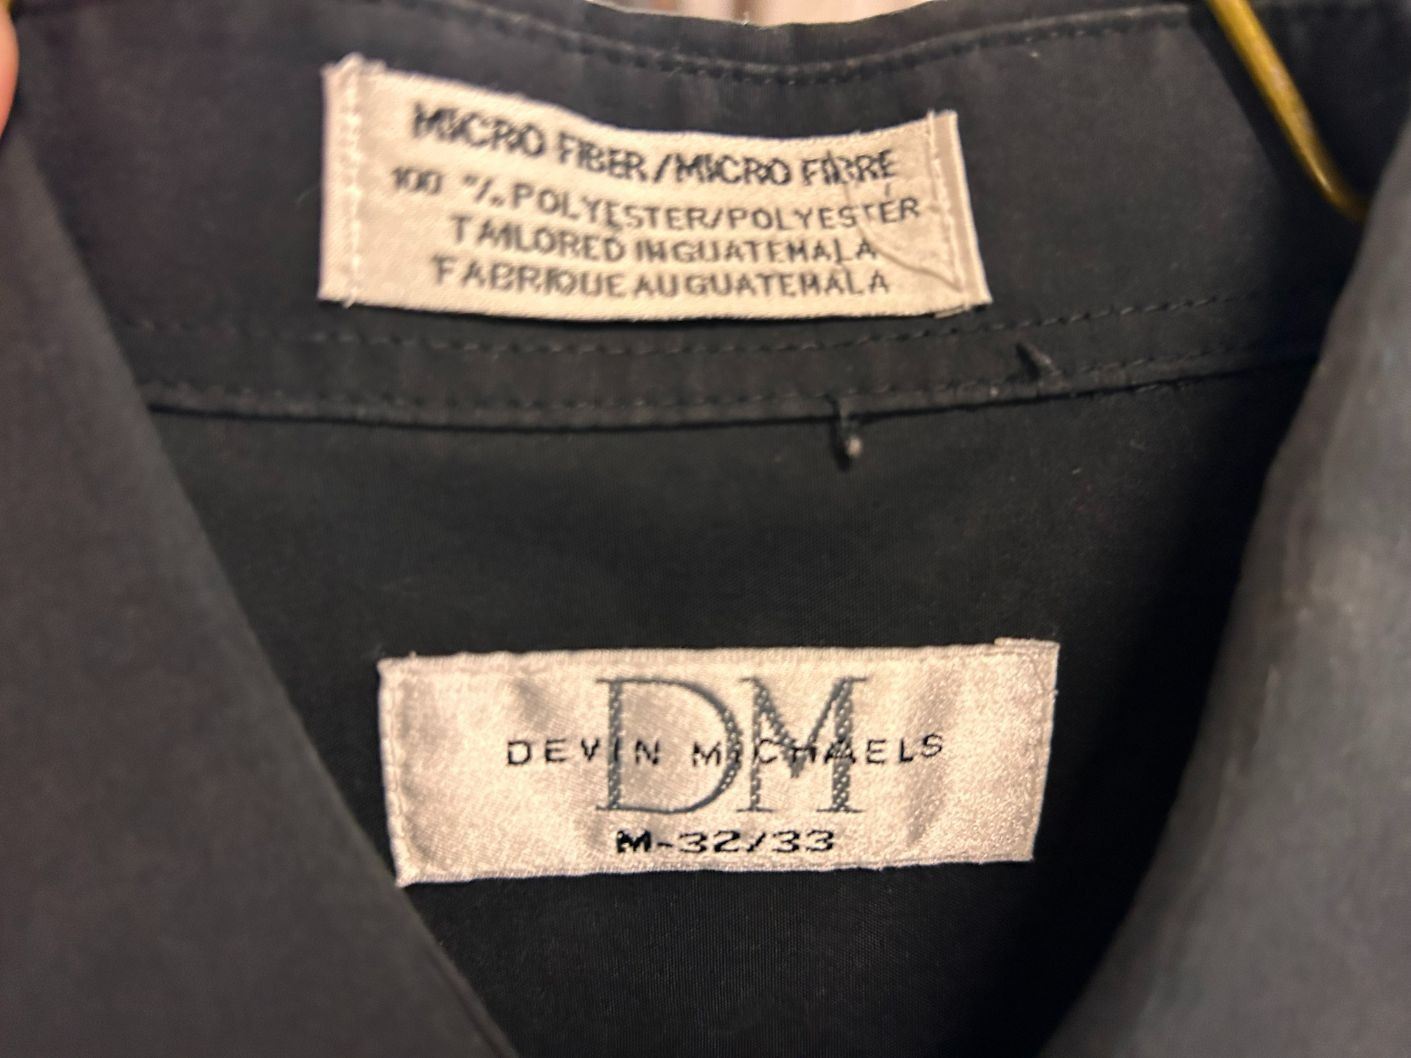 MICRO FIBER/MICRO FIBRE
100 % POLYESTER/POLYESTER
TAILORED IN GUATEMALA
FABRIQUE AU GUATEMALA
DM
DEVIN MICHAELS
M-32/33